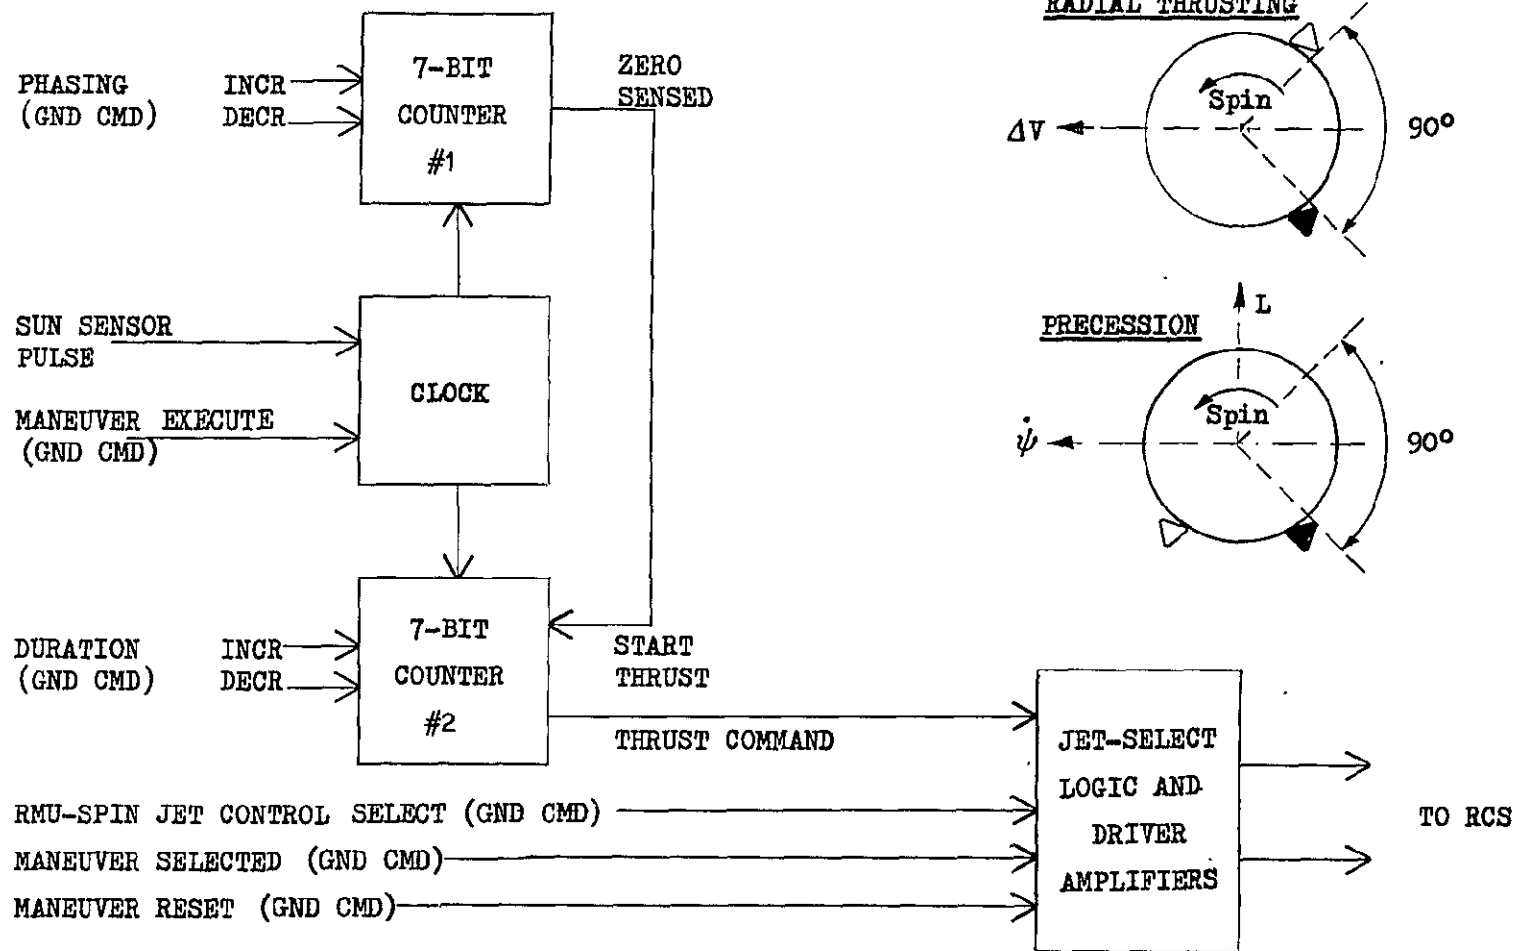 RADIAL THRUSTING
PHASING
(GND CMD)
INCR
DECR
7-BIT
COUNTER
#1
ZERO
SENSED
Spin
ΔV
90°
SUN SENSOR
PULSE
MANEUVER EXECUTE
(GND CMD)
CLOCK
PRECESSION
L
Spin
ψ̇
90°
DURATION
(GND CMD)
INCR
DECR
7-BIT
COUNTER
#2
START
THRUST
THRUST COMMAND
RMU-SPIN JET CONTROL SELECT (GND CMD)
MANEUVER SELECTED (GND CMD)
MANEUVER RESET (GND CMD)
JET-SELECT
LOGIC AND
DRIVER
AMPLIFIERS
TO RCS